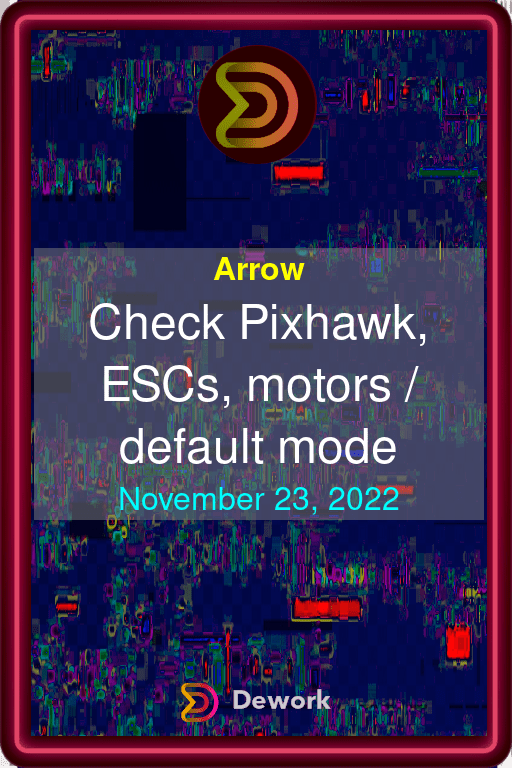 Arrow
Check Pixhawk,
ESCs, motors /
default mode
November 23, 2022
Dework